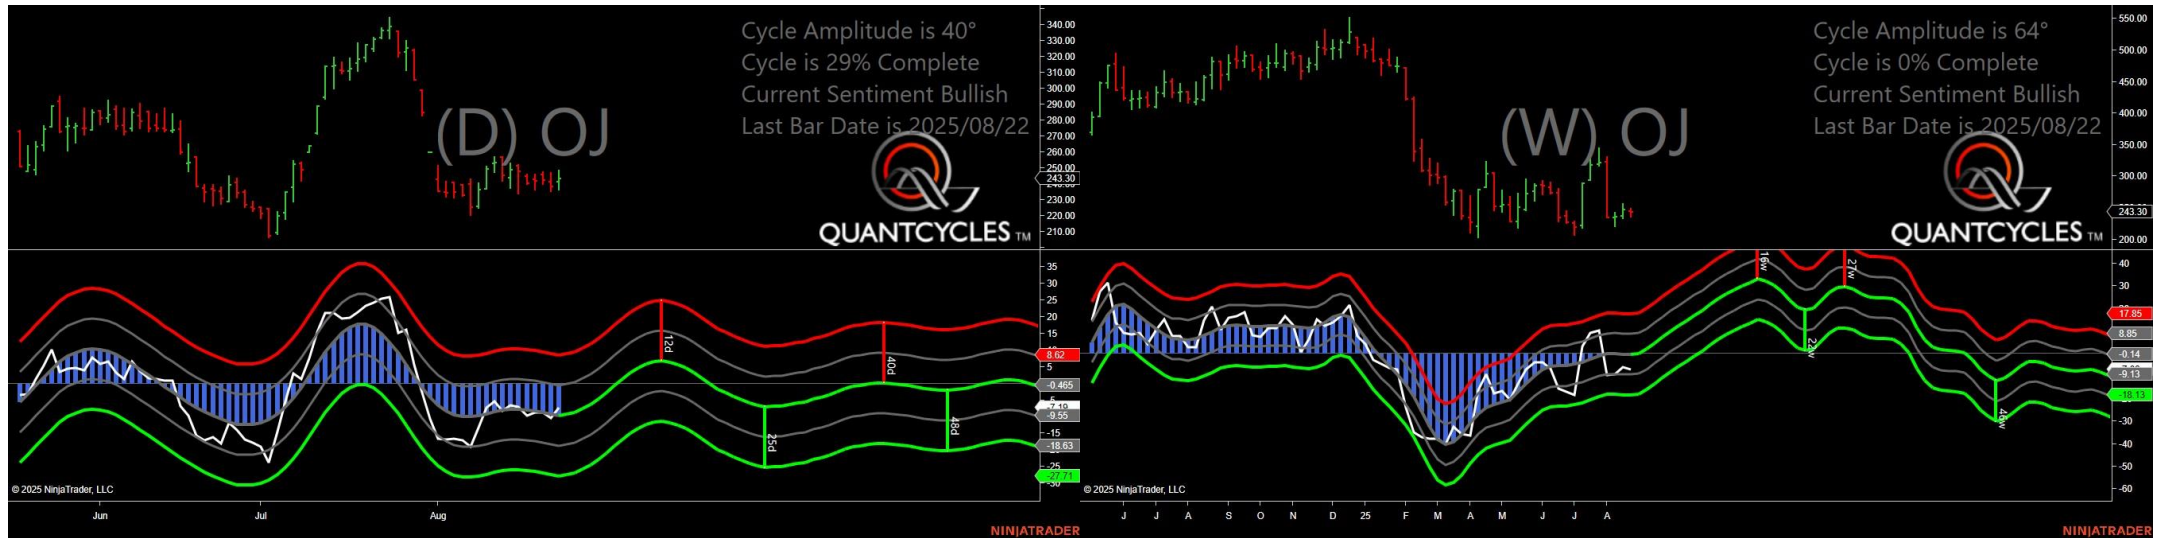 Cycle Amplitude is 40°
Cycle is 29% Complete
Current Sentiment Bullish
Last Bar Date is 2025/08/22
(D) OJ
QUANTCYCLES TM
340.00
330.00
320.00
310.00
300.00
290.00
280.00
270.00
260.00
250.00
243.30
230.00
220.00
210.00
35
30
25
20
15
8.62
5
-0.465
-9.55
-15
-18.63
-25
-27.71
12d
25d
40d
48d
© 2025 NinjaTrader, LLC
Jun Jul Aug
NINJATRADER
Cycle Amplitude is 64°
Cycle is 0% Complete
Current Sentiment Bullish
Last Bar Date is 2025/08/22
(W) OJ
QUANTCYCLES TM
550.00
500.00
450.00
400.00
350.00
300.00
243.30
200.00
40
30
17.85
8.85
-0.14
-9.13
-18.13
-30
-40
-50
-60
16w
22w
27w
© 2025 NinjaTrader, LLC
J J A S O N D 25 F M A M J J A
NINJATRADER